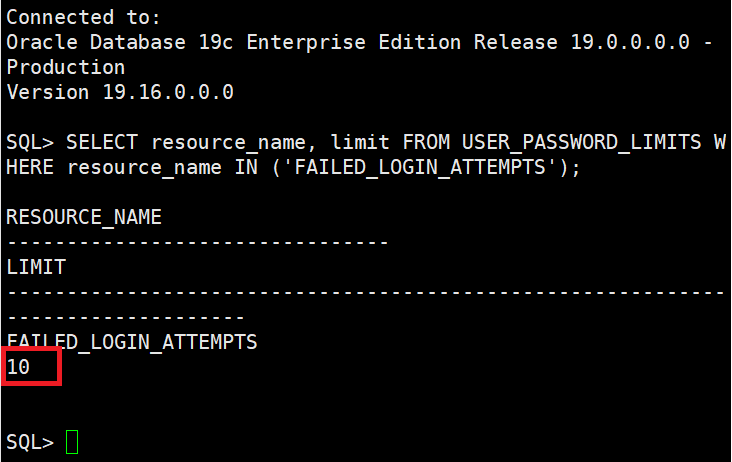 Connected to:
Oracle Database 19c Enterprise Edition Release 19.0.0.0.0 -
Production
Version 19.16.0.0.0
SQL> SELECT resource_name, limit FROM USER_PASSWORD_LIMITS W
HERE resource_name IN ('FAILED_LOGIN_ATTEMPTS');
RESOURCE_NAME
--------------------------------
LIMIT
------------------------------------------------------------
--------------------
FAILED_LOGIN_ATTEMPTS
10
SQL>